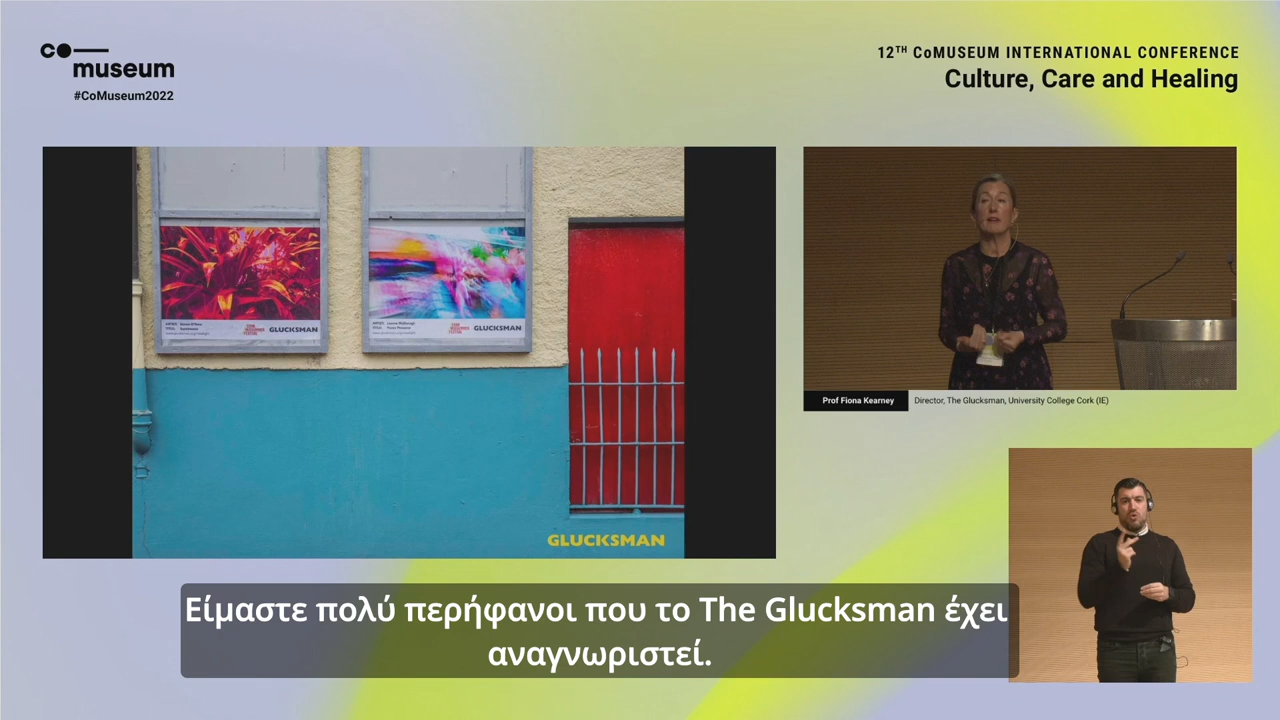 co museum
#CoMuseum2022
12TH CoMUSEUM INTERNATIONAL CONFERENCE
Culture, Care and Healing
GLUCKSMAN
GLUCKSMAN
GLUCKSMAN
Prof Fiona Kearney
Director, The Glucksman, University College Cork (IE)
Είμαστε πολύ περήφανοι που το The Glucksman έχει
αναγνωριστεί.